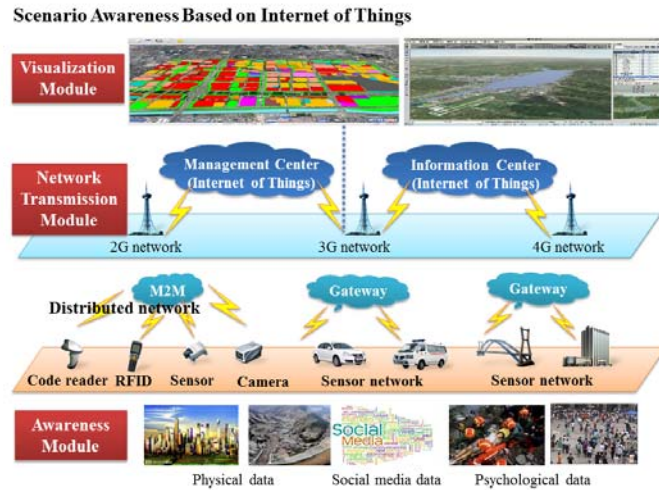 Scenario Awareness Based on Internet of Things
Visualization
Module
Network
Transmission
Module
Management Center
(Internet of Things)
Information Center
(Internet of Things)
2G network
3G network
4G network
M2M
Gateway
Gateway
Distributed network
Code reader
RFID
Sensor
Camera
Sensor network
Sensor network
Awareness
Module
Social
Media
Physical data
Social media data
Psychological data